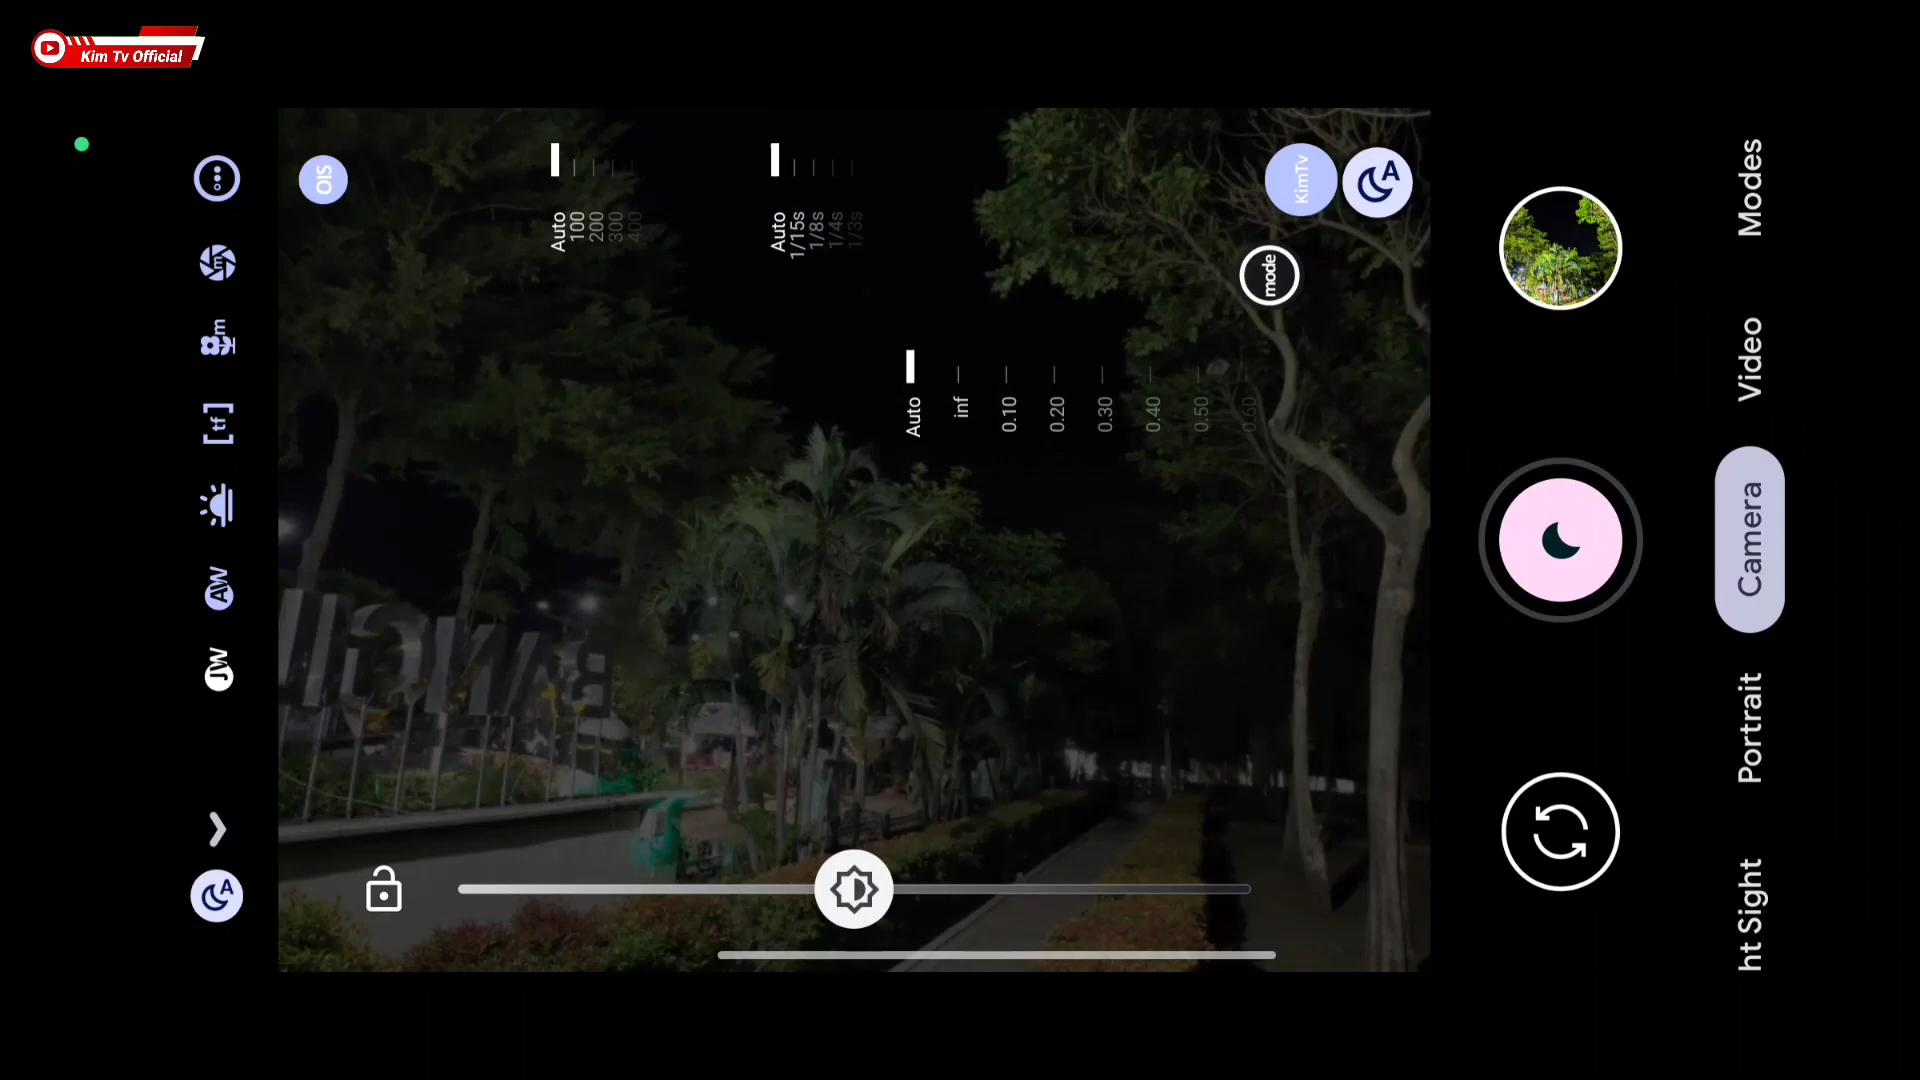 Kim Tv Official
OIS
Auto
100
200
300
400
Auto
1/15s
1/8s
1/4s
1/3s
KimTv
A
mode
Auto
inf
0.10
0.20
0.30
0.40
0.50
0.60
m
m
tf
AW
JW
A
Modes
Video
Camera
Portrait
ht Sight